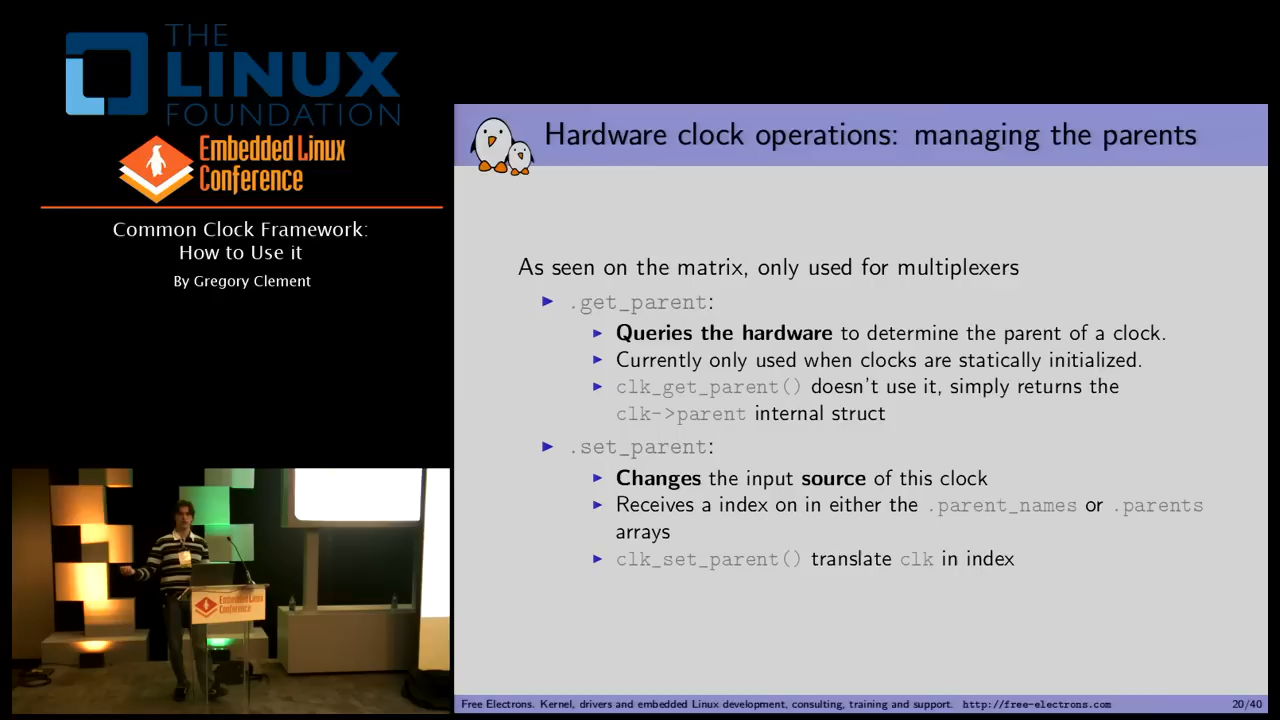 THE
LINUX
FOUNDATION
Embedded Linux
Conference
Common Clock Framework:
How to Use it
By Gregory Clement
Hardware clock operations: managing the parents
As seen on the matrix, only used for multiplexers
.get_parent:
Queries the hardware to determine the parent of a clock.
Currently only used when clocks are statically initialized.
clk_get_parent() doesn't use it, simply returns the
clk->parent internal struct
.set_parent:
Changes the input source of this clock
Receives a index on in either the .parent_names or .parents
arrays
clk_set_parent() translate clk in index
Embedded Linux
Conference
Free Electrons. Kernel, drivers and embedded Linux development, consulting, training and support. http://free-electrons.com
20/40